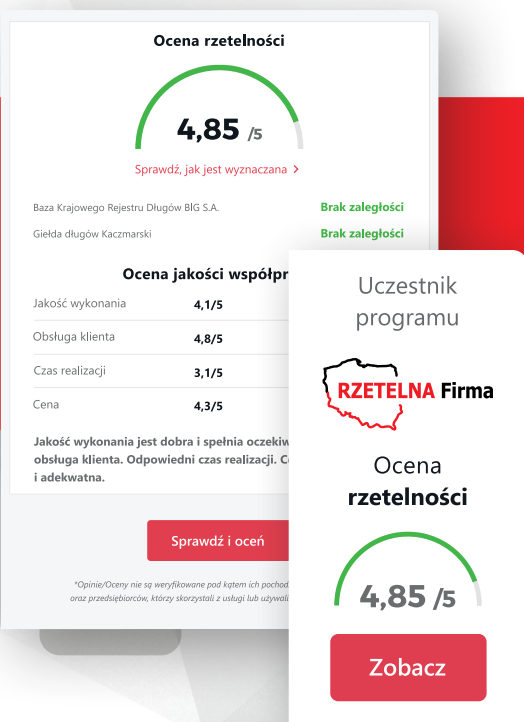 Ocena rzetelności
4,85 /5
Sprawdź, jak jest wyznaczana >
Baza Krajowego Rejestru Długów BIG S.A. Brak zaległości
Giełda długów Kaczmarski Brak zaległości
Ocena jakości współpr
Jakość wykonania 4,1/5
Obsługa klienta 4,8/5
Czas realizacji 3,1/5
Cena 4,3/5
Jakość wykonania jest dobra i spełnia oczekiw
obsługa klienta. Odpowiedni czas realizacji.
i adekwatna.
Sprawdź i oceń
*Opinie/Oceny nie są weryfikowane pod kątem ich pochod
oraz przedsiębiorców, którzy skorzystali z usługi lub używali
Uczestnik
programu
RZETELNA Firma
Ocena
rzetelności
4,85 /5
Zobacz